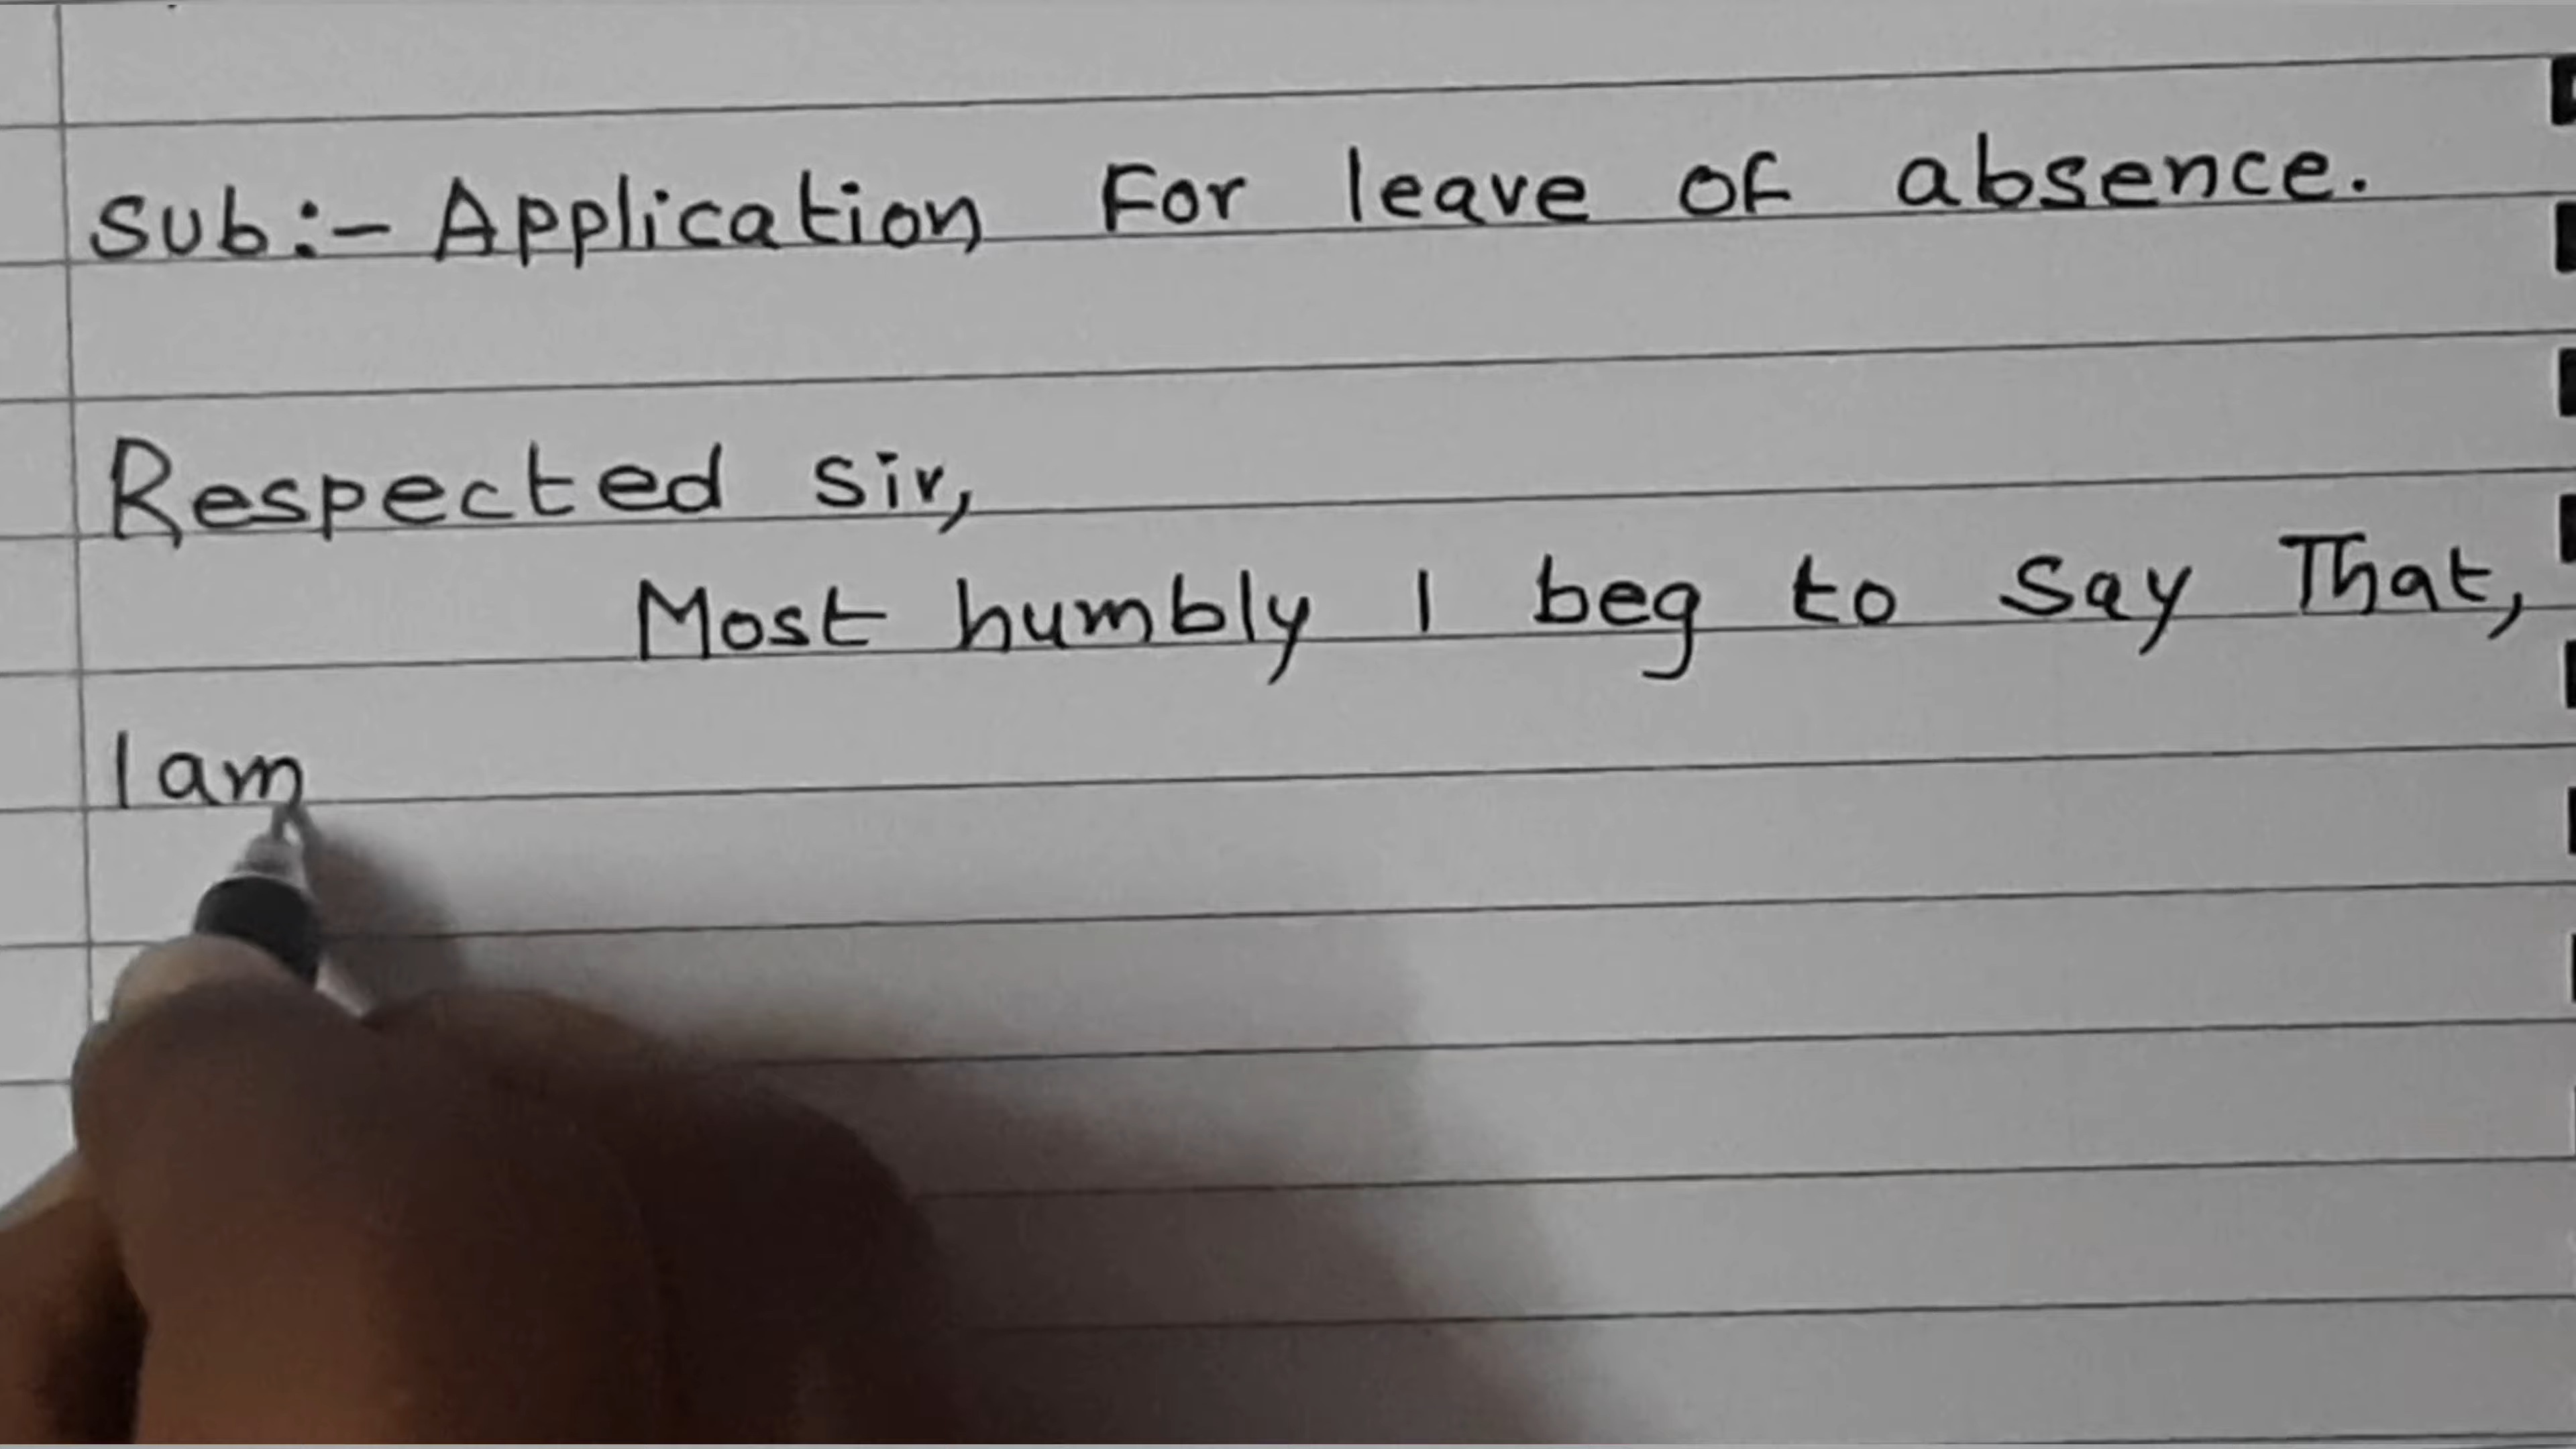 Sub:- Application For leave of absence.
Respected Sir,
Most humbly I beg to say That,
I am